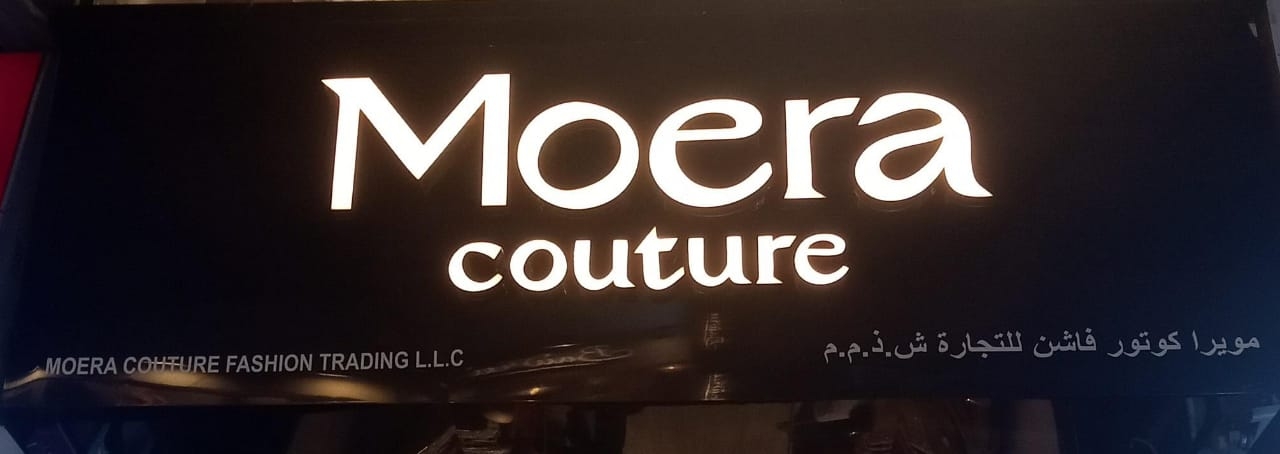 Moera
couture
MOERA COUTURE FASHION TRADING L.L.C
مويرا كوتور فاشن للتجارة ش.ذ.م.م